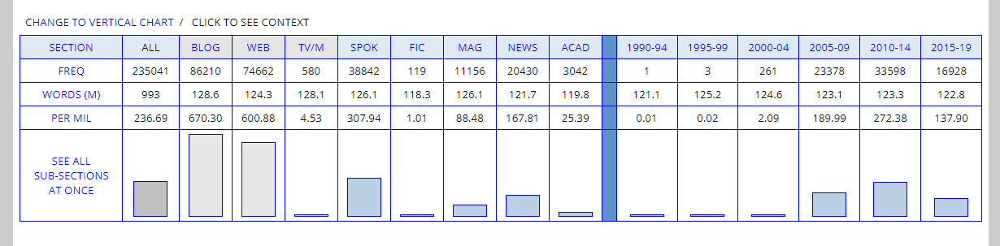 CHANGE TO VERTICAL CHART / CLICK TO SEE CONTEXT
SECTION ALL BLOG WEB TV/M SPOK FIC MAG NEWS ACAD 1990-94 1995-99 2000-04 2005-09 2010-14 2015-19
FREQ 235041 86210 74662 580 38842 119 11156 20430 3042 1 3 261 23378 33598 16928
WORDS (M) 993 128.6 124.3 128.1 126.1 118.3 126.1 121.7 119.8 121.1 125.2 124.6 123.1 123.3 122.8
PER MIL 236.69 670.30 600.88 4.53 307.94 1.01 88.48 167.81 25.39 0.01 0.02 2.09 189.99 272.38 137.90
SEE ALL
SUB-SECTIONS
AT ONCE